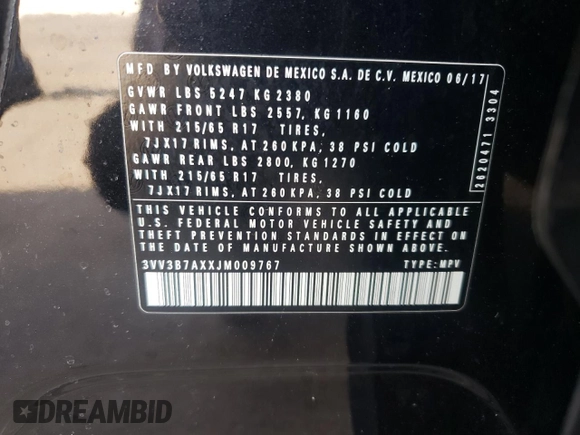 MFD BY VOLKSWAGEN DE MEXICO S.A. DE C.V. MEXICO 06/17
GVWR LBS 5247 KG 2380
GAWR FRONT LBS 2557, KG 1160
WITH 215/65 R17 TIRES,
7JX17 RIMS, AT 260 KPA, 38 PSI COLD
GAWR REAR LBS 2800, KG 1270
WITH 215/65 R17 TIRES,
7JX17 RIMS, AT 260 KPA, 38 PSI COLD
THIS VEHICLE CONFORMS TO ALL APPLICABLE
U.S. FEDERAL MOTOR VEHICLE SAFETY AND
THEFT PREVENTION STANDARDS IN EFFECT ON
THE DATE OF MANUFACTURE SHOWN ABOVE.
3VV3B7AXXJM009767 TYPE: MPV
2620471 3304
DREAMBID